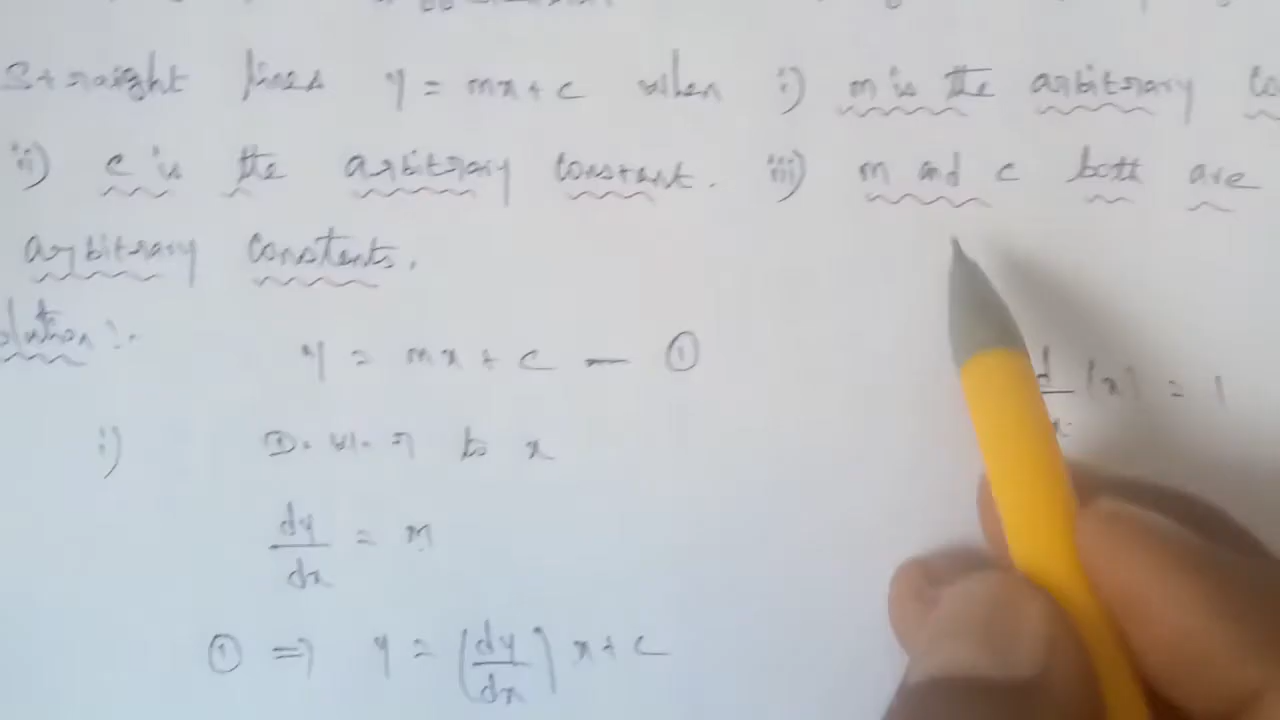 Straight lines y = mx + c when i) m is the arbitrary
ii) c is the arbitrary constant. iii) m and c both are
arbitrary constants.
y = mx + c — ①
(x) = 1
i) D. w. r to x
dy/dx = m
① ⇒ y = (dy/dx) x + c